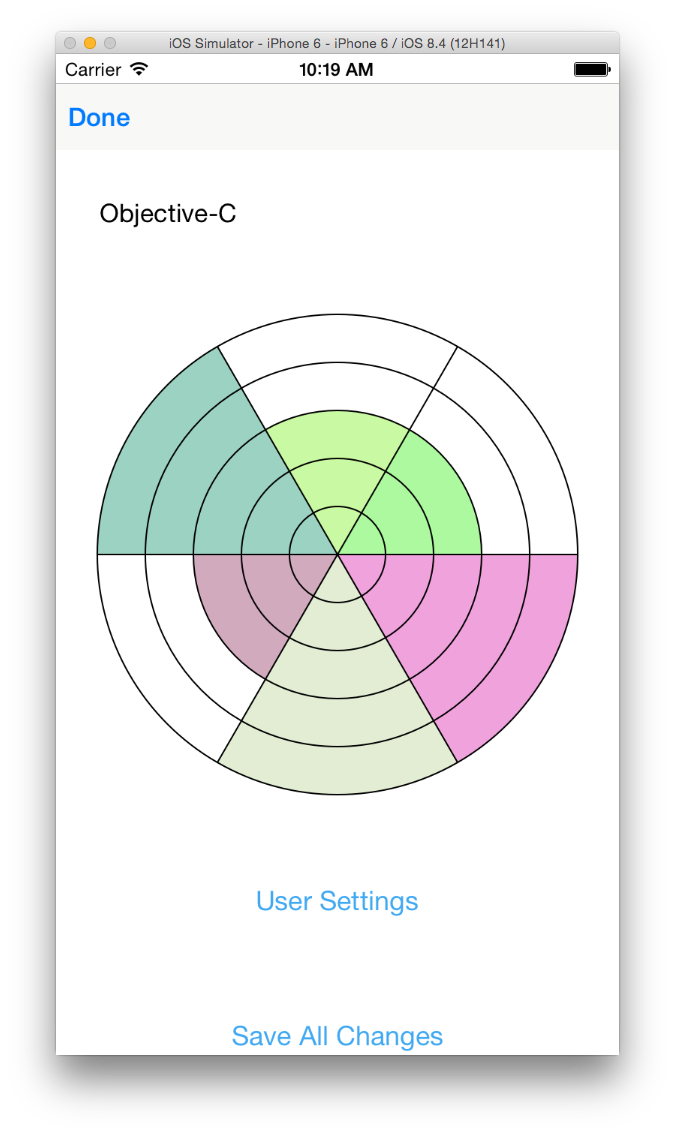 iOS Simulator - iPhone 6 - iPhone 6 / iOS 8.4 (12H141)
Carrier 10:19 AM
Done
Objective-C
User Settings
Save All Changes